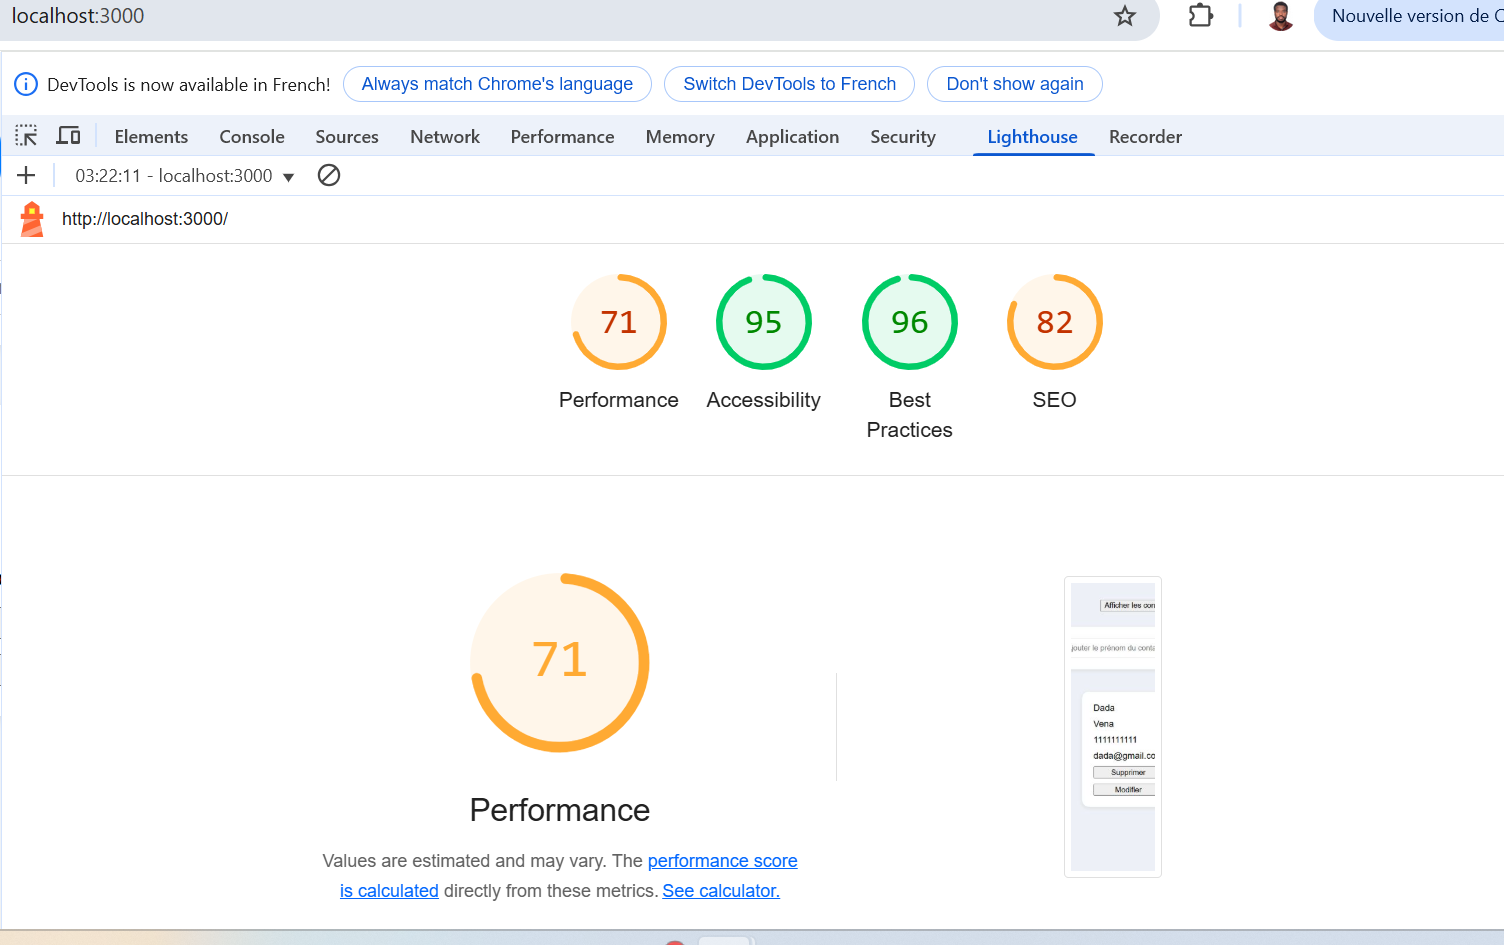 localhost:3000
Nouvelle version de
DevTools is now available in French!
Always match Chrome's language
Switch DevTools to French
Don't show again
Elements
Console
Sources
Network
Performance
Memory
Application
Security
Lighthouse
Recorder
03:22:11 - localhost:3000
http://localhost:3000/
71
95
96
82
Performance
Accessibility
Best
Practices
SEO
71
Performance
Values are estimated and may vary. The performance score
is calculated directly from these metrics. See calculator.
Afficher les con
jouter le prénom du conta
Dada
Vena
1111111111
dada@gmail.co
Supprimer
Modifier